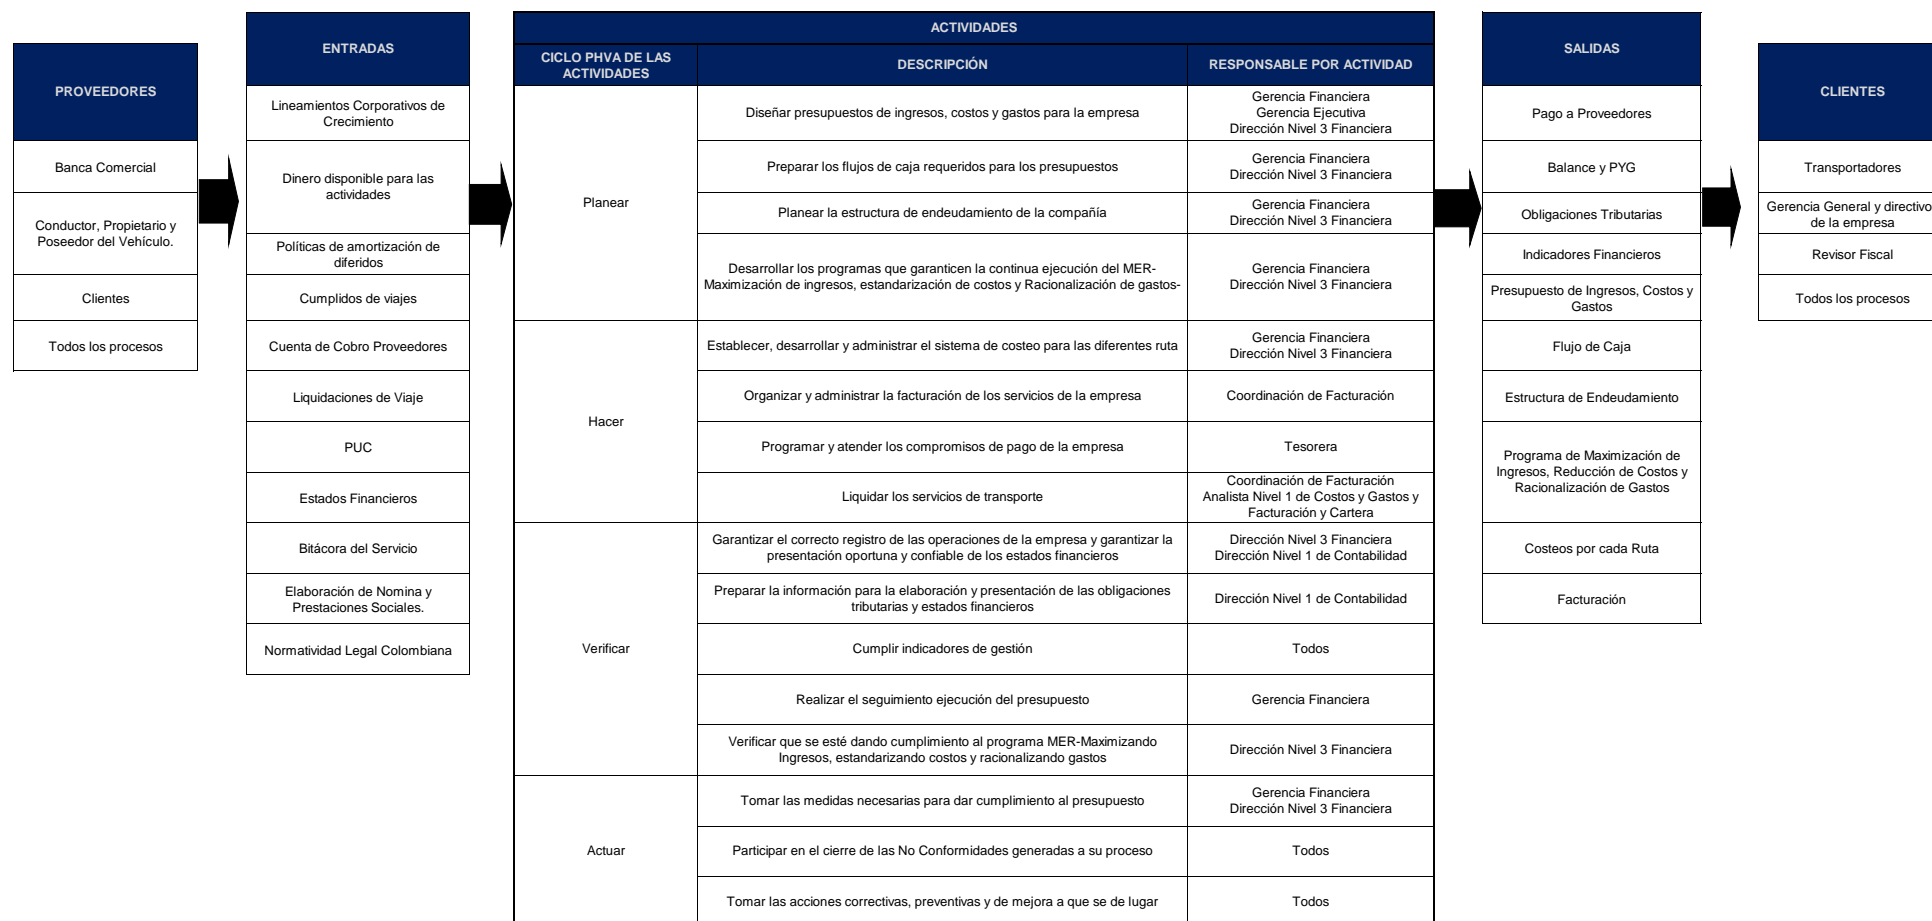 PROVEEDORES
Banca Comercial
Conductor, Propietario y
Poseedor del Vehículo.
Clientes
Todos los procesos
ENTRADAS
Lineamientos Corporativos de
Crecimiento
Dinero disponible para las
actividades
Políticas de amortización de
diferidos
Cumplidos de viajes
Cuenta de Cobro Proveedores
Liquidaciones de Viaje
PUC
Estados Financieros
Bitácora del Servicio
Elaboración de Nomina y
Prestaciones Sociales.
Normatividad Legal Colombiana
ACTIVIDADES
CICLO PHVA DE LAS
ACTIVIDADES
DESCRIPCIÓN
RESPONSABLE POR ACTIVIDAD
Planear
Diseñar presupuestos de ingresos, costos y gastos para la empresa
Gerencia Financiera
Gerencia Ejecutiva
Dirección Nivel 3 Financiera
Preparar los flujos de caja requeridos para los presupuestos
Gerencia Financiera
Dirección Nivel 3 Financiera
Planear la estructura de endeudamiento de la compañía
Gerencia Financiera
Dirección Nivel 3 Financiera
Desarrollar los programas que garanticen la continua ejecución del MER-
Maximización de ingresos, estandarización de costos y Racionalización de gastos-
Gerencia Financiera
Dirección Nivel 3 Financiera
Hacer
Establecer, desarrollar y administrar el sistema de costeo para las diferentes ruta
Gerencia Financiera
Dirección Nivel 3 Financiera
Organizar y administrar la facturación de los servicios de la empresa
Coordinación de Facturación
Programar y atender los compromisos de pago de la empresa
Tesorera
Liquidar los servicios de transporte
Coordinación de Facturación
Analista Nivel 1 de Costos y Gastos y
Facturación y Cartera
Verificar
Garantizar el correcto registro de las operaciones de la empresa y garantizar la
presentación oportuna y confiable de los estados financieros
Dirección Nivel 3 Financiera
Dirección Nivel 1 de Contabilidad
Preparar la información para la elaboración y presentación de las obligaciones
tributarias y estados financieros
Dirección Nivel 1 de Contabilidad
Cumplir indicadores de gestión
Todos
Realizar el seguimiento ejecución del presupuesto
Gerencia Financiera
Verificar que se esté dando cumplimiento al programa MER-Maximizando
Ingresos, estandarizando costos y racionalizando gastos
Dirección Nivel 3 Financiera
Actuar
Tomar las medidas necesarias para dar cumplimiento al presupuesto
Gerencia Financiera
Dirección Nivel 3 Financiera
Participar en el cierre de las No Conformidades generadas a su proceso
Todos
Tomar las acciones correctivas, preventivas y de mejora a que se de lugar
Todos
SALIDAS
Pago a Proveedores
Balance y PYG
Obligaciones Tributarias
Indicadores Financieros
Presupuesto de Ingresos, Costos y
Gastos
Flujo de Caja
Estructura de Endeudamiento
Programa de Maximización de
Ingresos, Reducción de Costos y
Racionalización de Gastos
Costeos por cada Ruta
Facturación
CLIENTES
Transportadores
Gerencia General y directivo
de la empresa
Revisor Fiscal
Todos los procesos